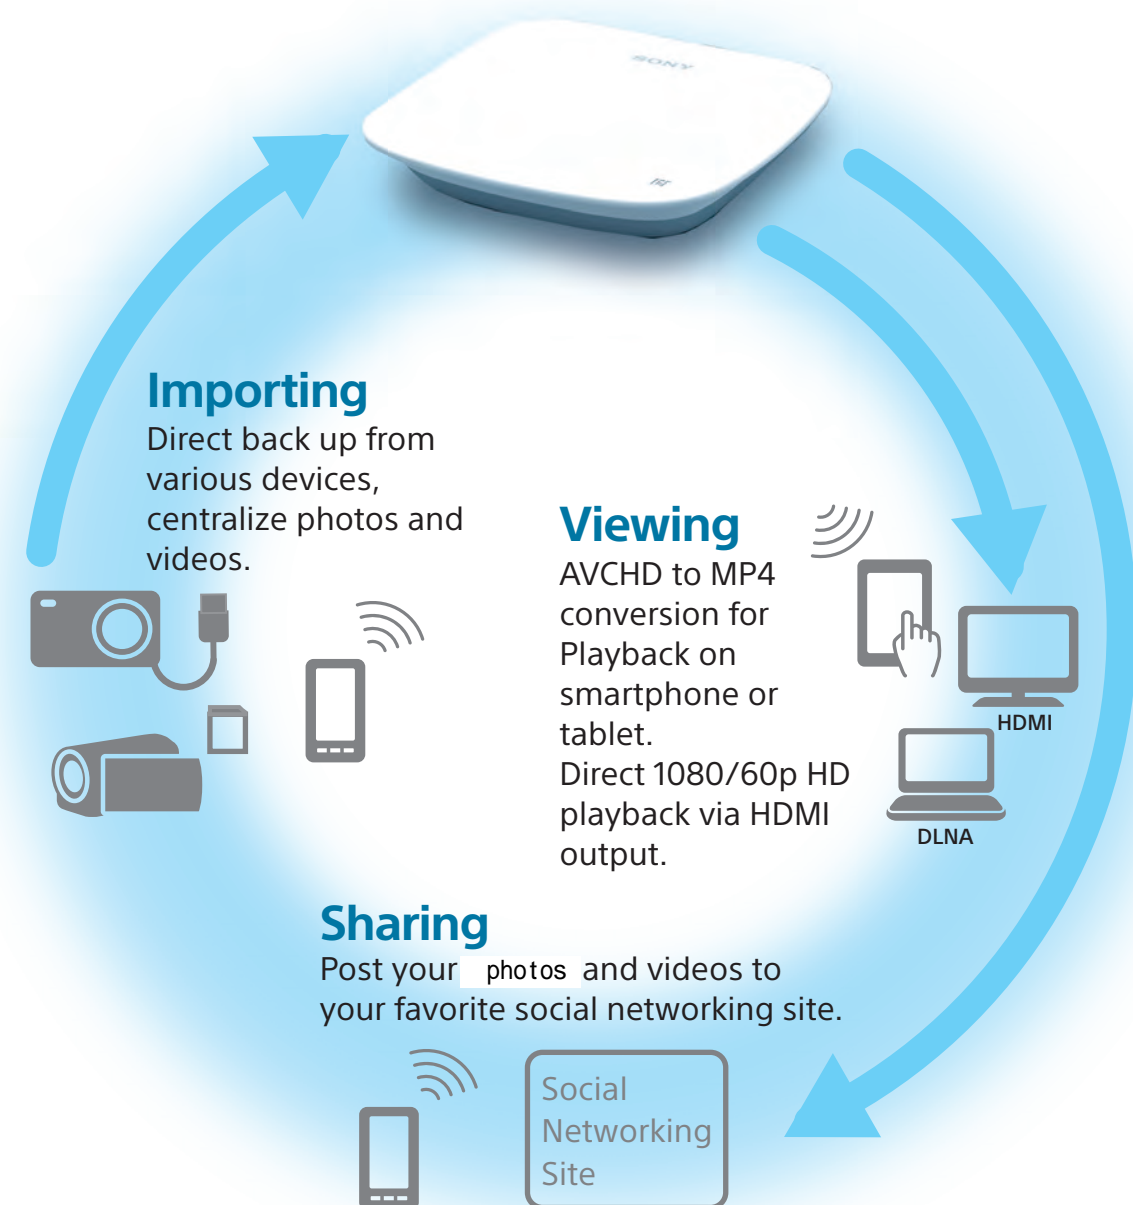 SONY
Importing
Direct back up from
various devices,
centralize photos and
videos.
Viewing
AVCHD to MP4
conversion for
Playback on
smartphone or
tablet.
Direct 1080/60p HD
playback via HDMI
output.
HDMI
DLNA
Sharing
Post your photos and videos to
your favorite social networking site.
Social
Networking
Site